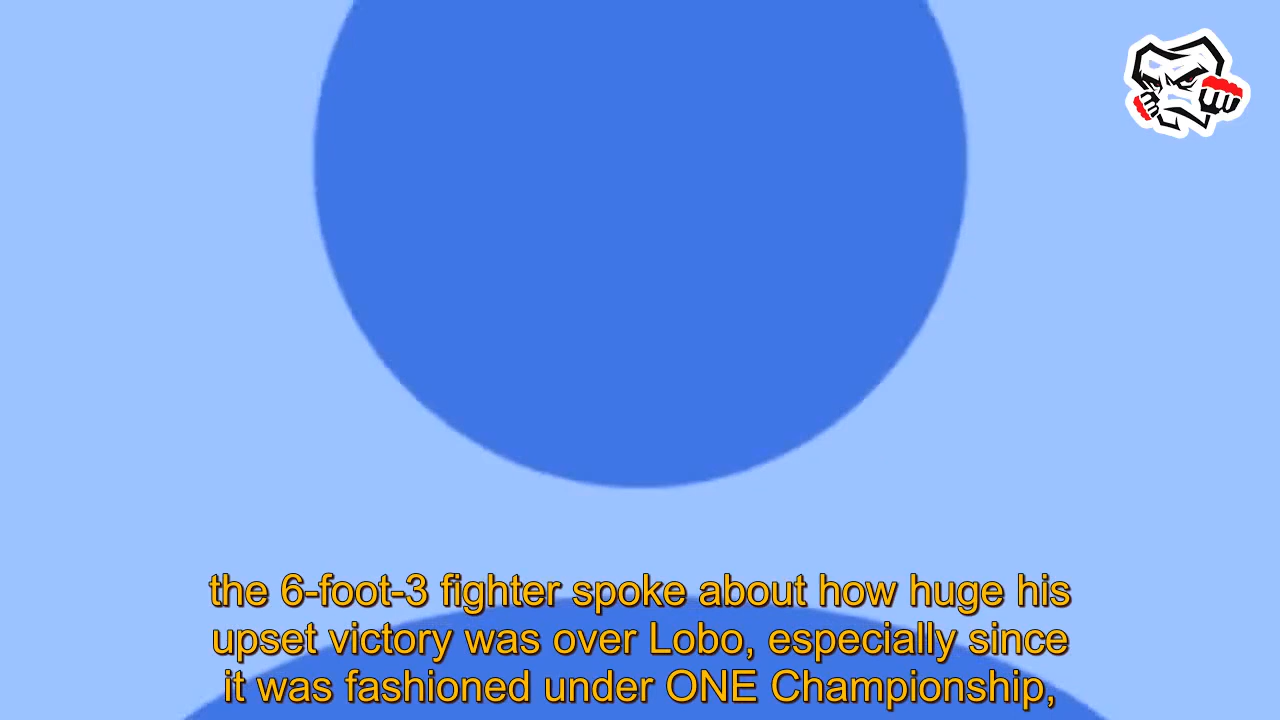 the 6-foot-3 fighter spoke about how huge his
upset victory was over Lobo, especially since
it was fashioned under ONE Championship,